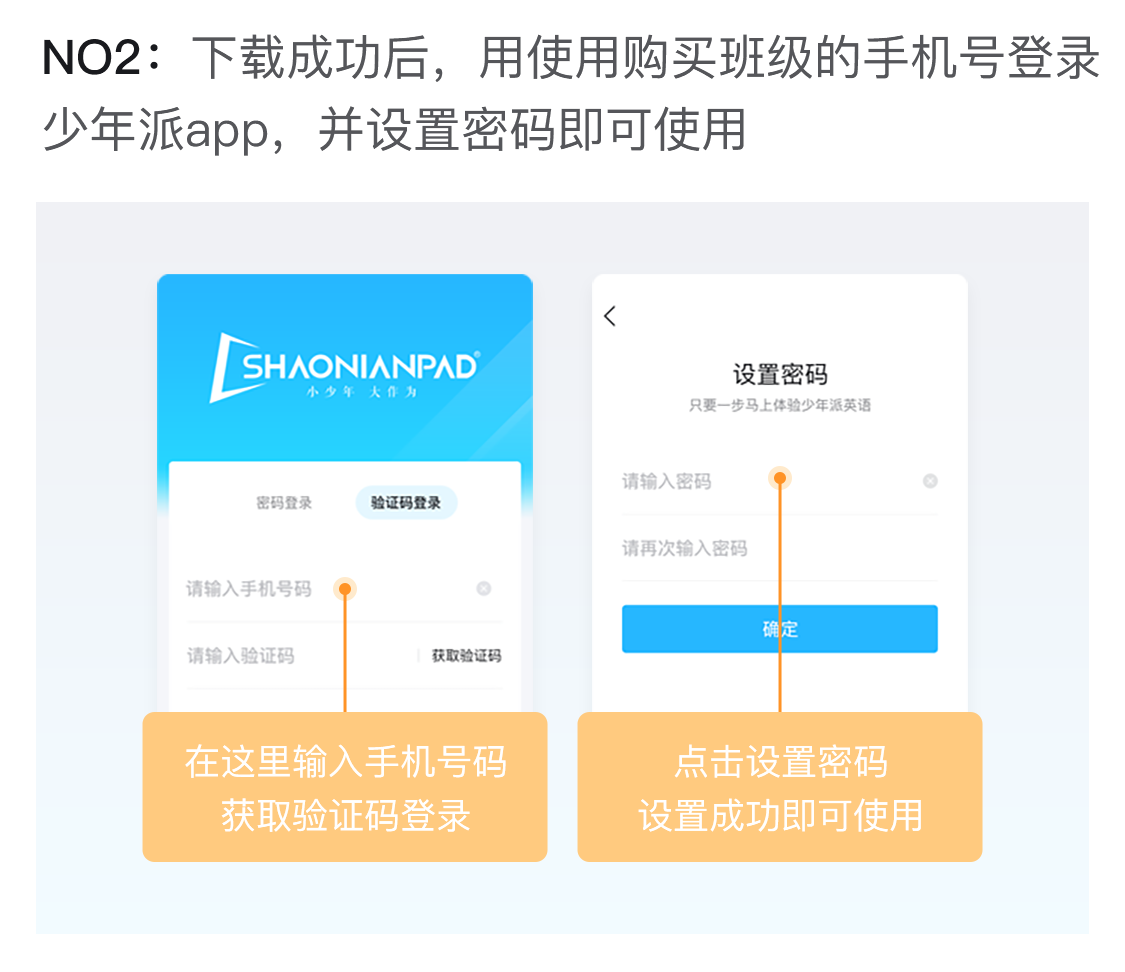 NO2：下载成功后，用使用购买班级的手机号登录
少年派app，并设置密码即可使用
SHAONIANPAD®
小少年 大作为
密码登录 验证码登录
请输入手机号码
请输入验证码 获取验证码
在这里输入手机号码
获取验证码登录
设置密码
只要一步马上体验少年派英语
请输入密码
请再次输入密码
确定
点击设置密码
设置成功即可使用